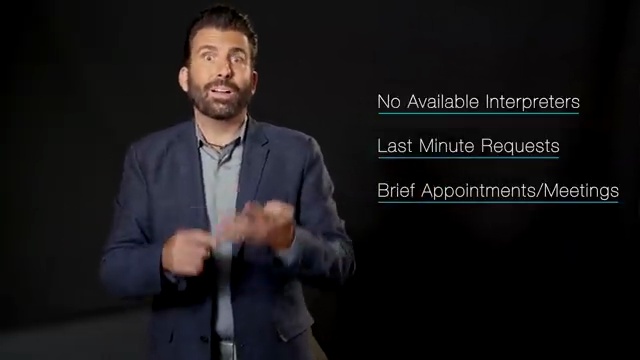 No Available Interpreters
Last Minute Requests
Brief Appointments/Meetings